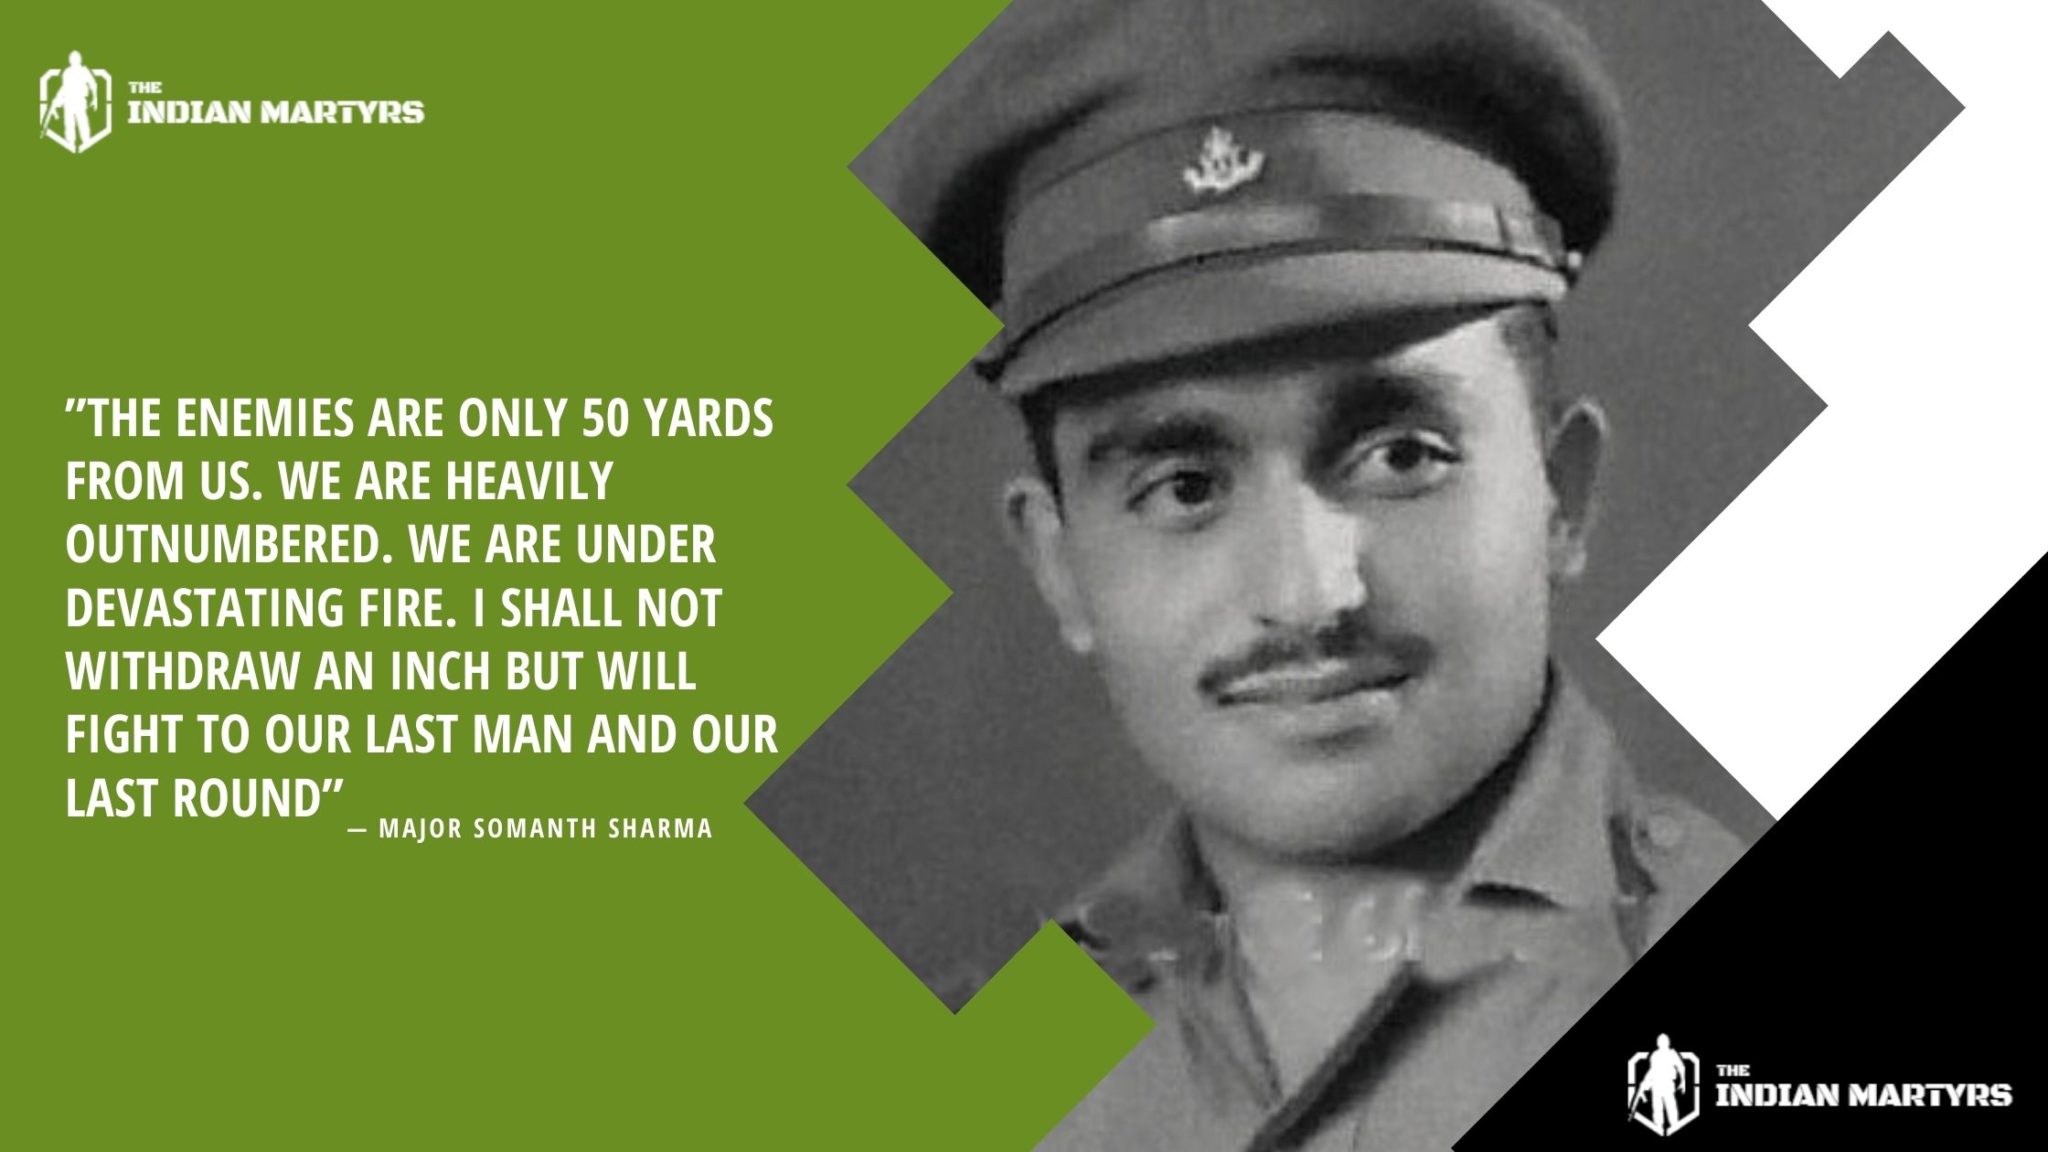 THE
INDIAN MARTYRS
”THE ENEMIES ARE ONLY 50 YARDS
FROM US. WE ARE HEAVILY
OUTNUMBERED. WE ARE UNDER
DEVASTATING FIRE. I SHALL NOT
WITHDRAW AN INCH BUT WILL
FIGHT TO OUR LAST MAN AND OUR
LAST ROUND”
– MAJOR SOMANTH SHARMA
THE
INDIAN MARTYRS